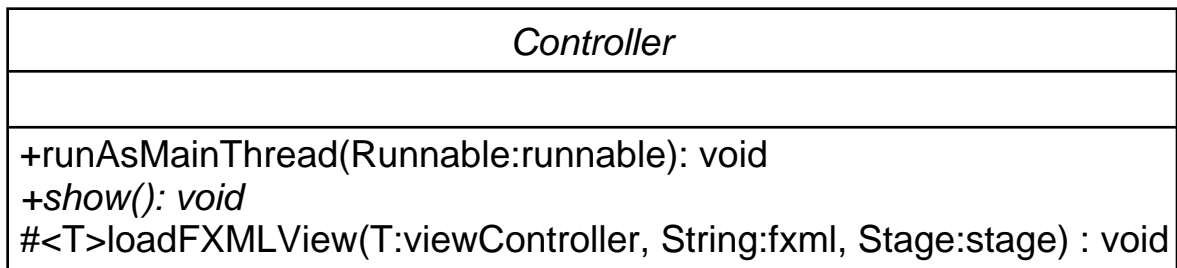 Controller
+runAsMainThread(Runnable:runnable): void
+show(): void
#<T>loadFXMLView(T:viewController, String:fxml, Stage:stage) : void